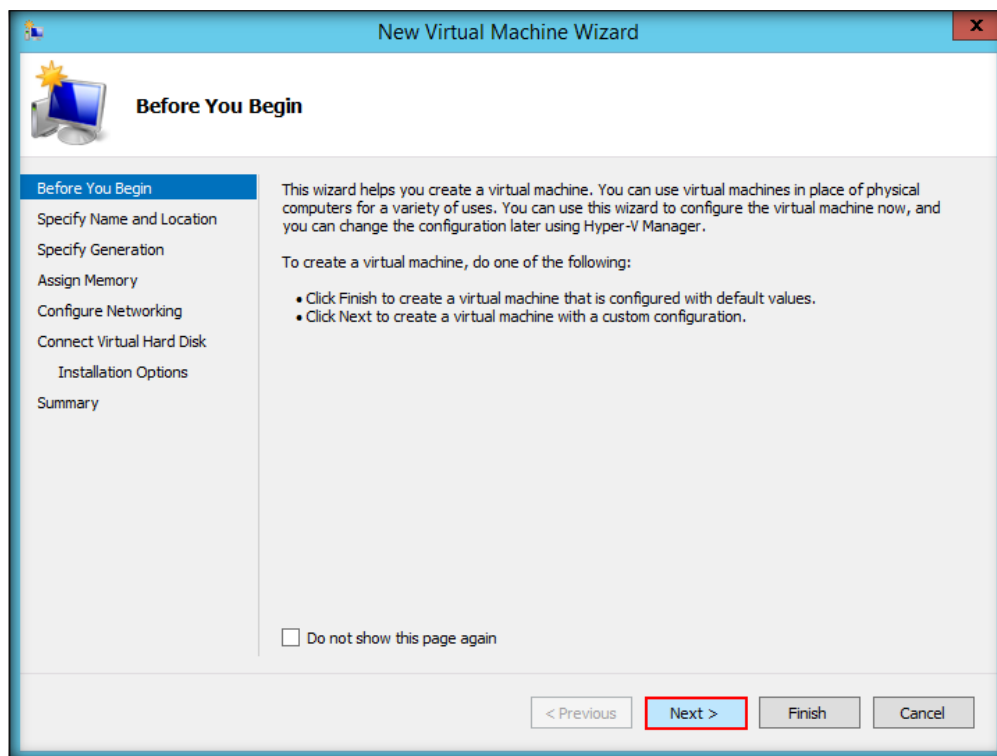 New Virtual Machine Wizard
x
Before You Begin
Before You Begin
Specify Name and Location
Specify Generation
Assign Memory
Configure Networking
Connect Virtual Hard Disk
Installation Options
Summary
This wizard helps you create a virtual machine. You can use virtual machines in place of physical
computers for a variety of uses. You can use this wizard to configure the virtual machine now, and
you can change the configuration later using Hyper-V Manager.
To create a virtual machine, do one of the following:
• Click Finish to create a virtual machine that is configured with default values.
• Click Next to create a virtual machine with a custom configuration.
Do not show this page again
< Previous
Next >
Finish
Cancel